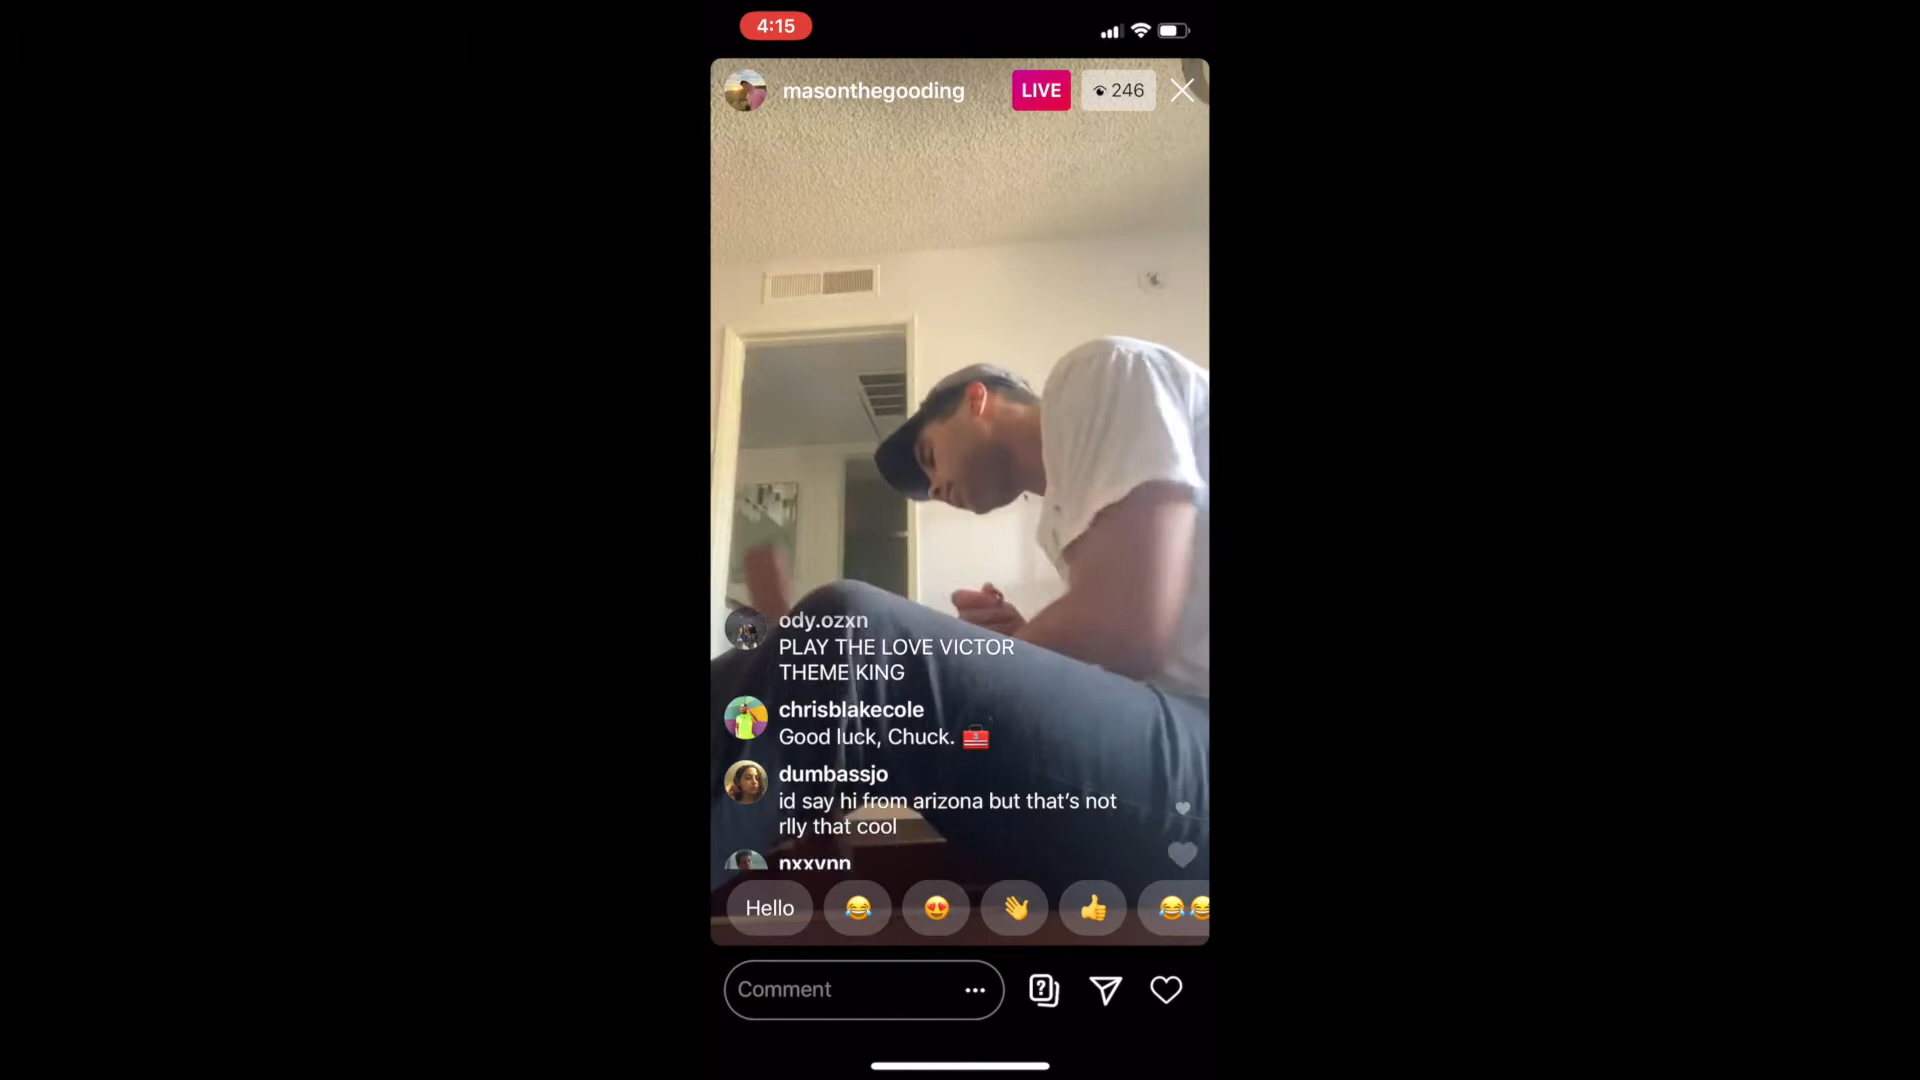 4:15
masonthegooding
LIVE
246
ody.ozxn
PLAY THE LOVE VICTOR
THEME KING
chrisblakecole
Good luck, Chuck.
dumbassjo
id say hi from arizona but that’s not
rlly that cool
nxxvnn
Hello
Comment